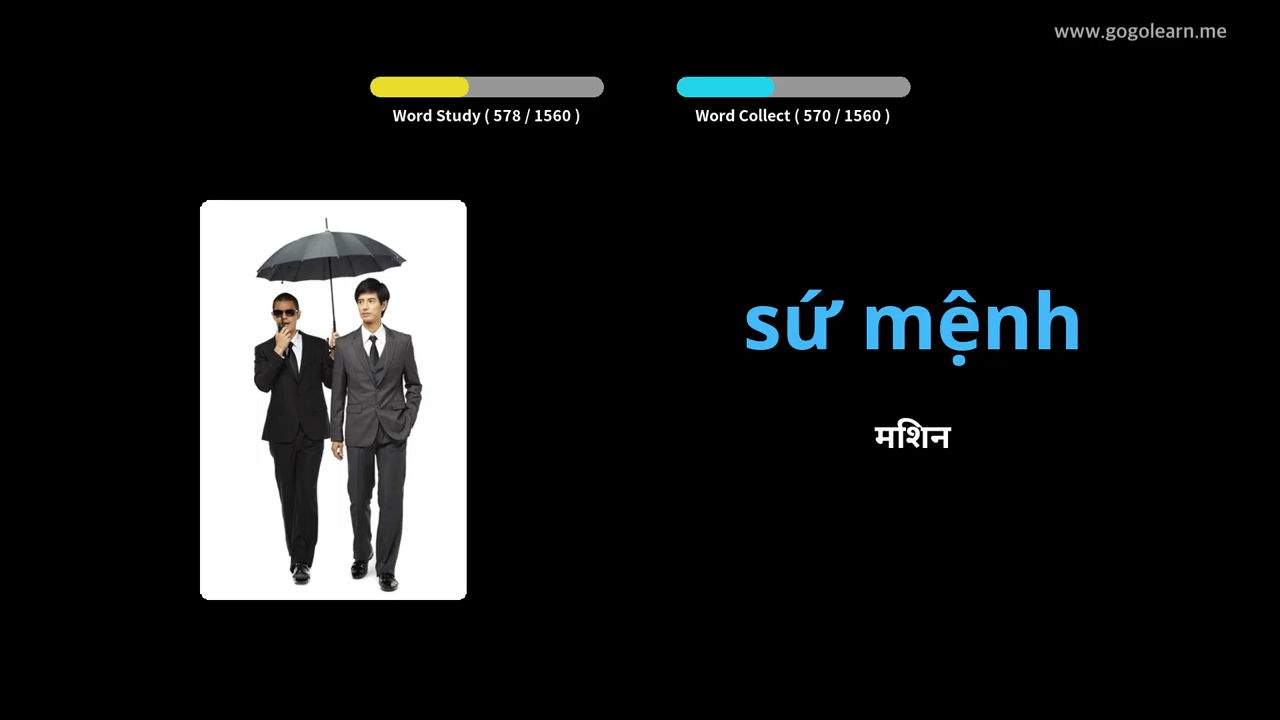 www.gogolearn.me
Word Study ( 578 / 1560 )
Word Collect ( 570 / 1560 )
sứ mệnh
मशिन